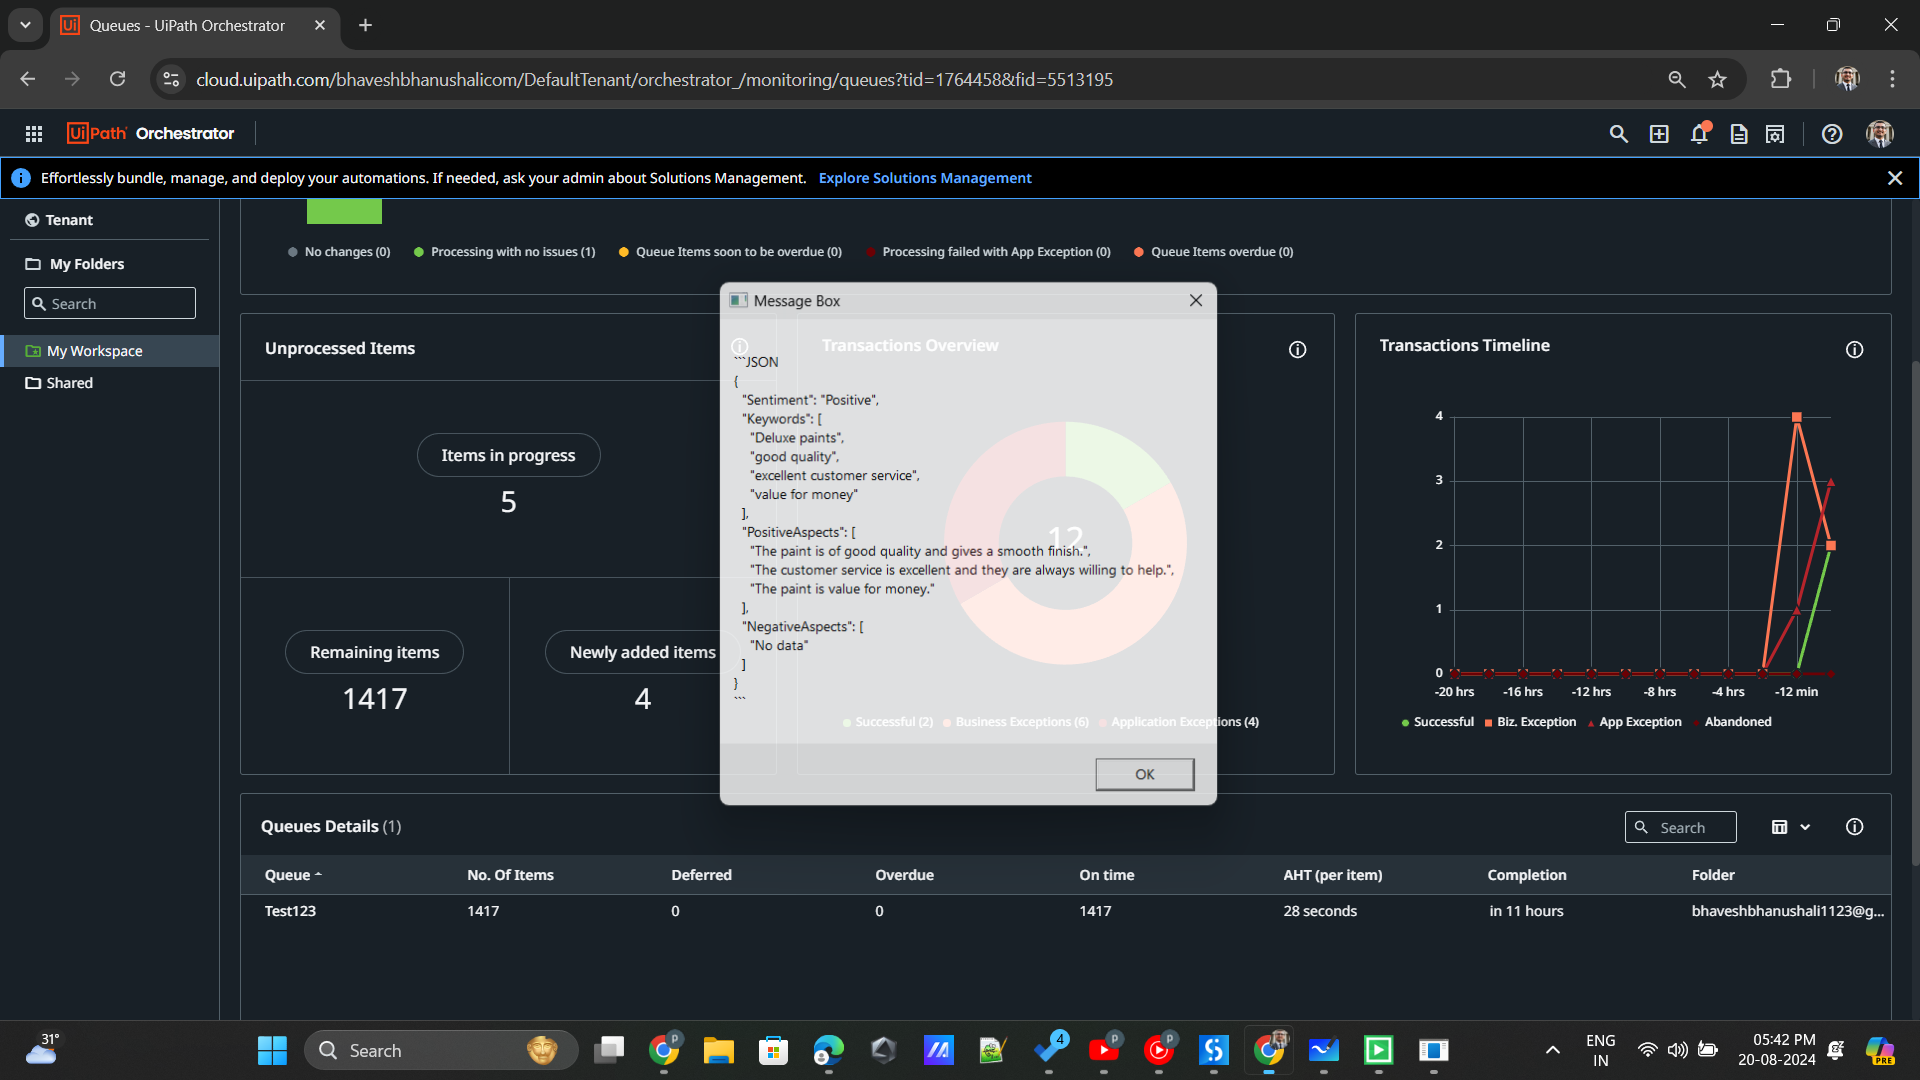 Queues - UiPath Orchestrator
cloud.uipath.com/bhaveshbhanushalicom/DefaultTenant/orchestrator_/monitoring/queues?tid=1764458&fid=5513195
UiPath Orchestrator
Effortlessly bundle, manage, and deploy your automations. If needed, ask your admin about Solutions Management. Explore Solutions Management
Tenant
My Folders
Search
My Workspace
Shared
No changes (0) Processing with no issues (1) Queue Items soon to be overdue (0) Processing failed with App Exception (0) Queue Items overdue (0)
Unprocessed Items
Items in progress
5
Remaining items
1417
Newly added items
4
Message Box
```JSON
{
"Sentiment": "Positive",
"Keywords": [
"Deluxe paints",
"good quality",
"excellent customer service",
"value for money"
],
"PositiveAspects": [
"The paint is of good quality and gives a smooth finish.",
"The customer service is excellent and they are always willing to help.",
"The paint is value for money."
],
"NegativeAspects": [
"No data"
]
}
```
OK
Transactions Overview
12
Successful (2) Business Exceptions (6) Application Exceptions (4)
Transactions Timeline
4
3
2
1
0
-20 hrs -16 hrs -12 hrs -8 hrs -4 hrs -12 min
Successful Biz. Exception App Exception Abandoned
Queues Details (1)
Search
Queue No. Of Items Deferred Overdue On time AHT (per item) Completion Folder
Test123 1417 0 0 1417 28 seconds in 11 hours bhaveshbhanushali1123@g...
31°
Search
P
4
P
P
ENG
IN
05:42 PM
20-08-2024
PRE